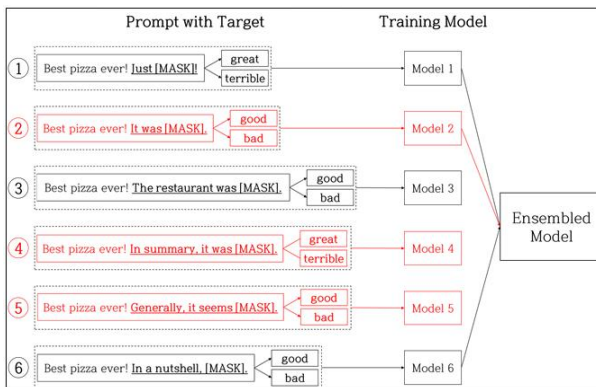 Prompt with Target Training Model
① Best pizza ever! Just [MASK]! great terrible Model 1
② Best pizza ever! It was [MASK]. good bad Model 2
③ Best pizza ever! The restaurant was [MASK]. good bad Model 3
④ Best pizza ever! In summary, it was [MASK]. great terrible Model 4
⑤ Best pizza ever! Generally, it seems [MASK]. good bad Model 5
⑥ Best pizza ever! In a nutshell, [MASK]. good bad Model 6
Ensembled
Model